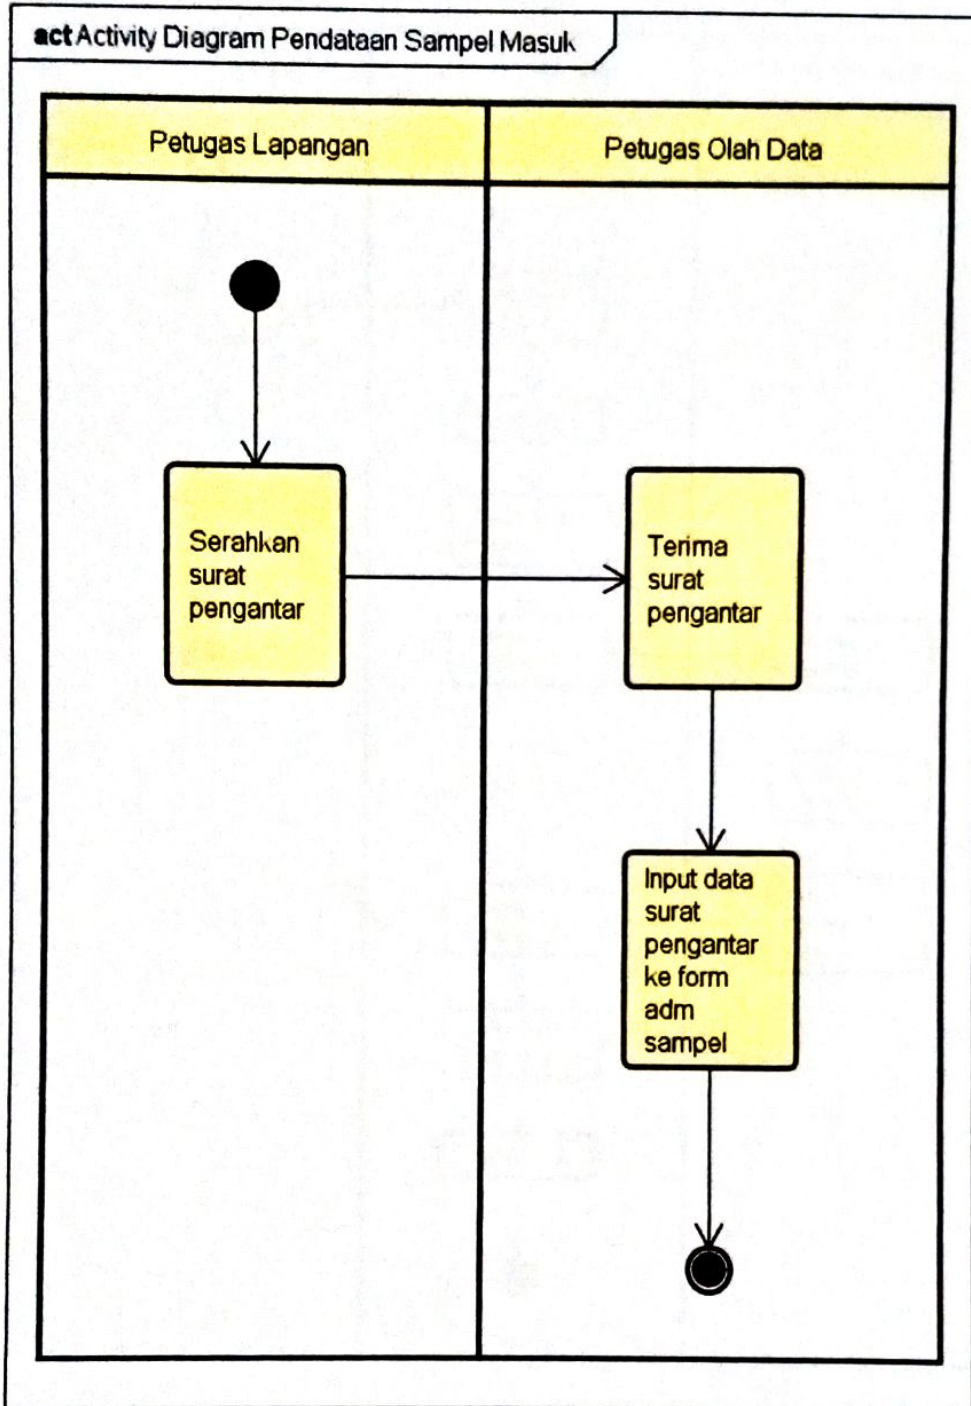 act Activity Diagram Pendataan Sampel Masuk
Petugas Lapangan
Petugas Olah Data
Serahkan
surat
pengantar
Terima
surat
pengantar
Input data
surat
pengantar
ke form
adm
sampel